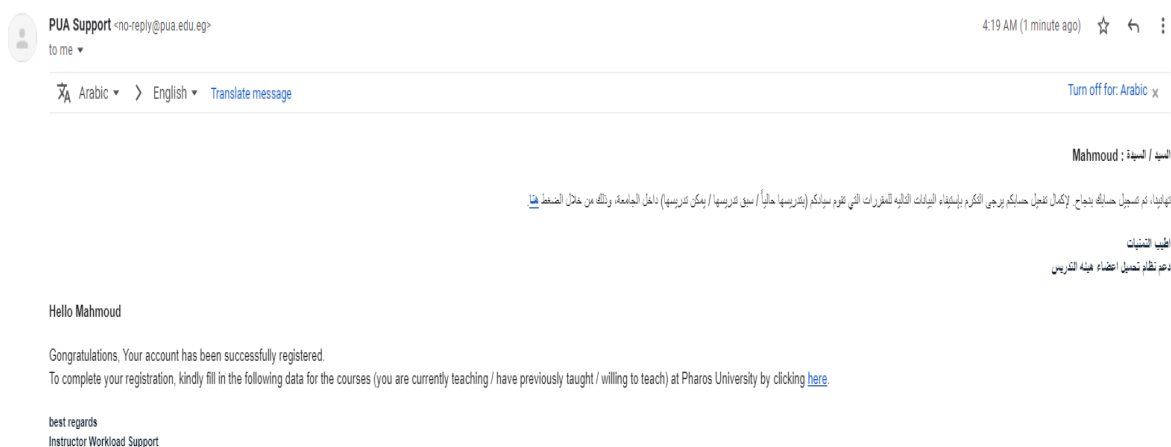 PUA Support <no-reply@pua.edu.eg>
4:19 AM (1 minute ago)
to me
Arabic > English Translate message
Turn off for: Arabic x
السيد / السيدة : Mahmoud
تهانينا، تم تسجيل حسابك بنجاح. لإكمال تفعيل حسابكم يرجى التكرم بإستيفاء البيانات التاليه للمقررات التي تقوم سيادكم (بتدريسها حالياً / سبق تدريسها / يمكن تدريسها) داخل الجامعة، وذلك من خلال الضغط هنا.
اطيب التمنيات
دعم نظام تحميل اعضاء هيئه التدريس
Hello Mahmoud
Gongratulations, Your account has been successfully registered.
To complete your registration, kindly fill in the following data for the courses (you are currently teaching / have previously taught / willing to teach) at Pharos University by clicking here.
best regards
Instructor Workload Support